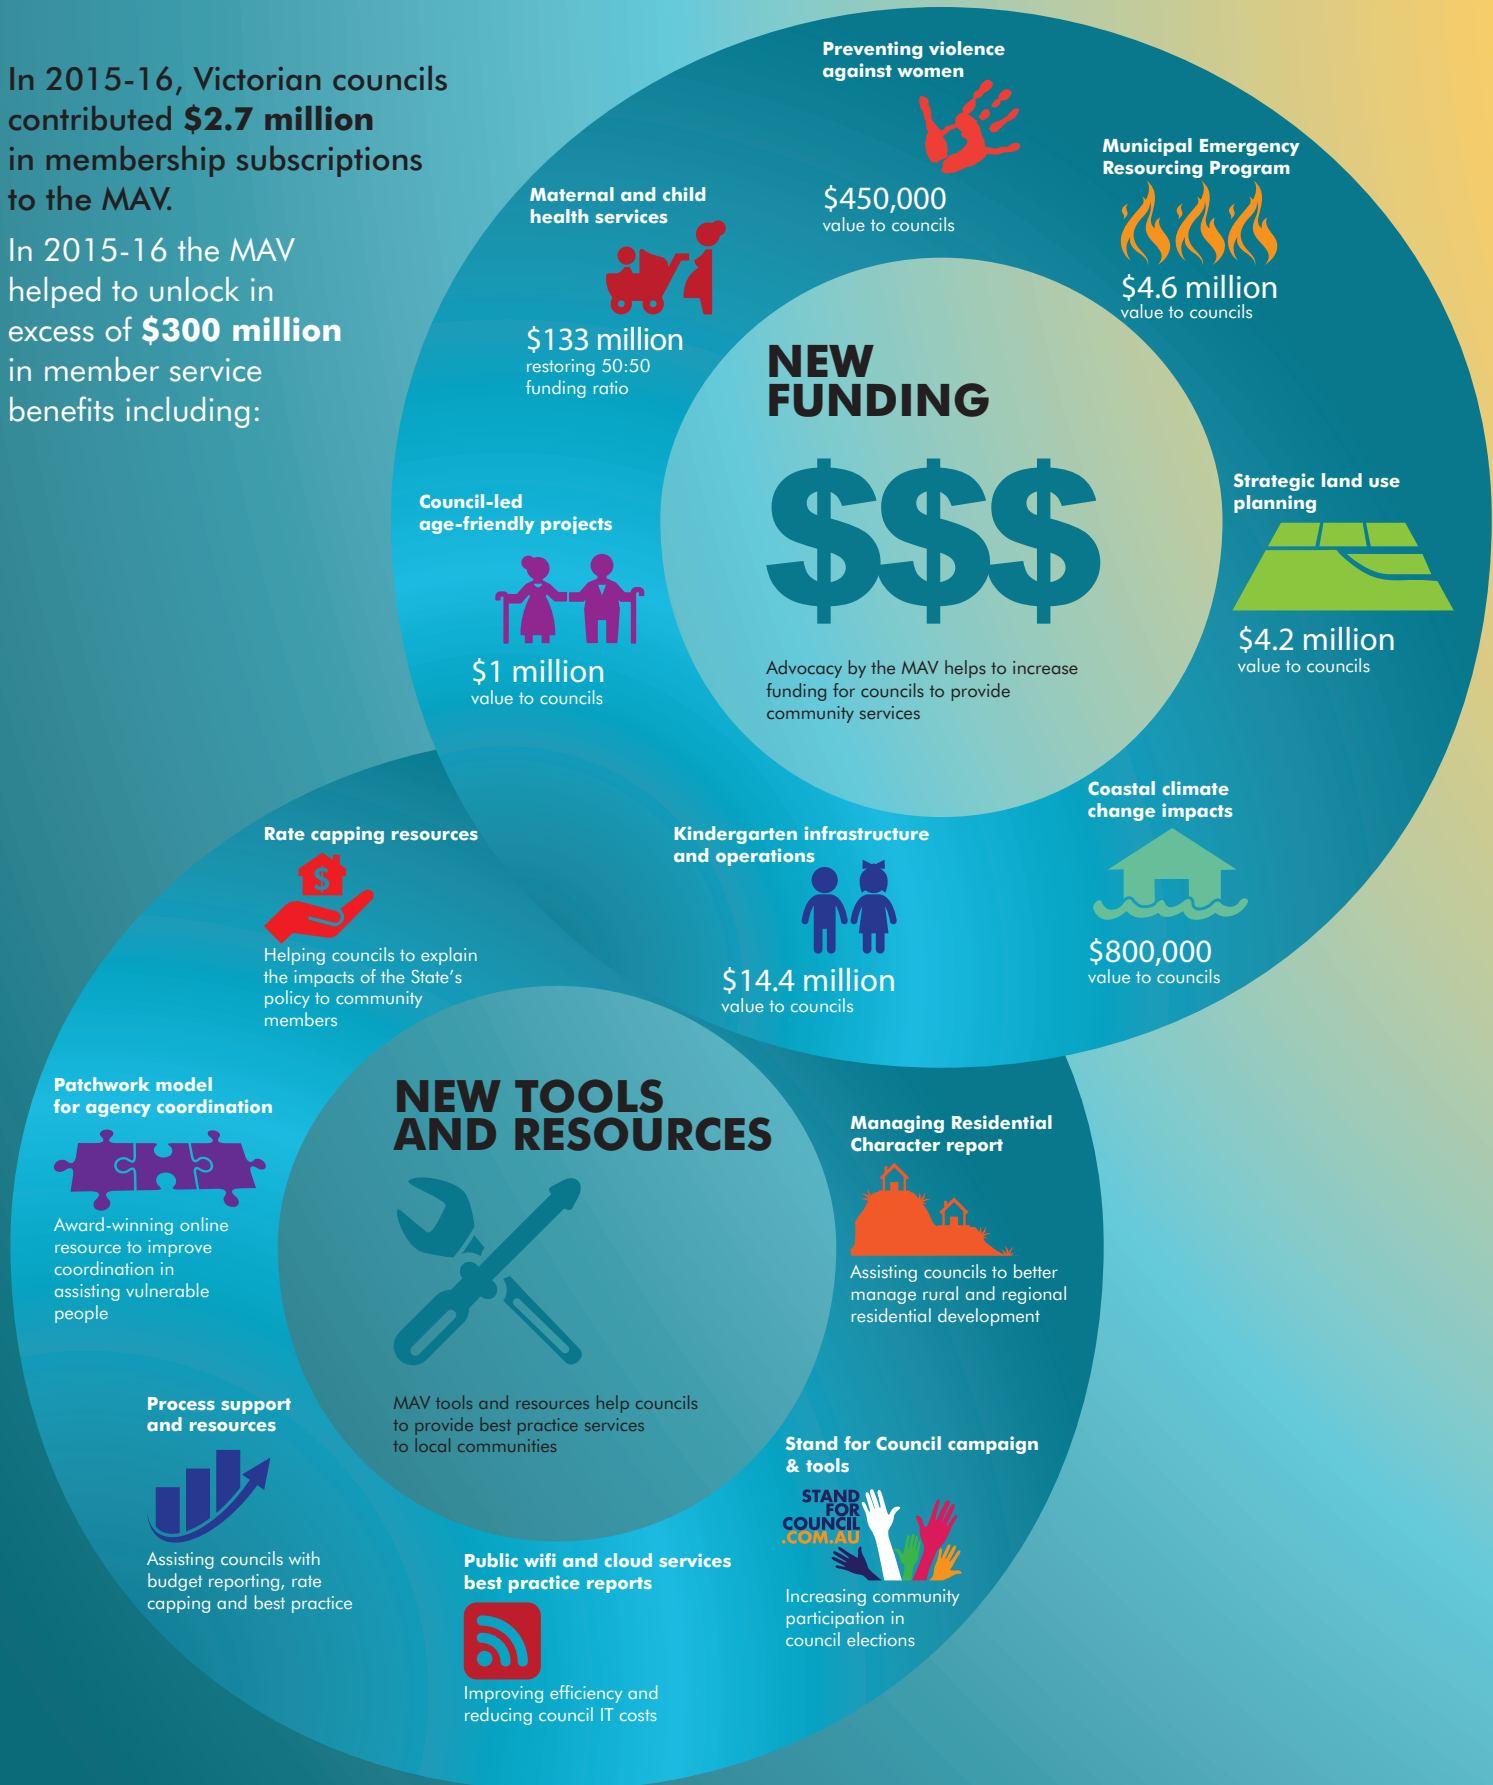 In 2015-16, Victorian councils
contributed $2.7 million
in membership subscriptions
to the MAV.
In 2015-16 the MAV
helped to unlock in
excess of $300 million
in member service
benefits including:
Preventing violence
against women
$450,000
value to councils
Municipal Emergency
Resourcing Program
$4.6 million
value to councils
Maternal and child
health services
$133 million
restoring 50:50
funding ratio
NEW
FUNDING
$$$
Advocacy by the MAV helps to increase
funding for councils to provide
community services
Council-led
age-friendly projects
$1 million
value to councils
Strategic land use
planning
$4.2 million
value to councils
Coastal climate
change impacts
$800,000
value to councils
Kindergarten infrastructure
and operations
$14.4 million
value to councils
Rate capping resources
$
Helping councils to explain
the impacts of the State's
policy to community
members
Patchwork model
for agency coordination
Award-winning online
resource to improve
coordination in
assisting vulnerable
people
NEW TOOLS
AND RESOURCES
MAV tools and resources help councils
to provide best practice services
to local communities
Managing Residential
Character report
Assisting councils to better
manage rural and regional
residential development
Process support
and resources
Assisting councils with
budget reporting, rate
capping and best practice
Public wifi and cloud services
best practice reports
Improving efficiency and
reducing council IT costs
Stand for Council campaign
& tools
STAND
FOR
COUNCIL
.COM.AU
Increasing community
participation in
council elections